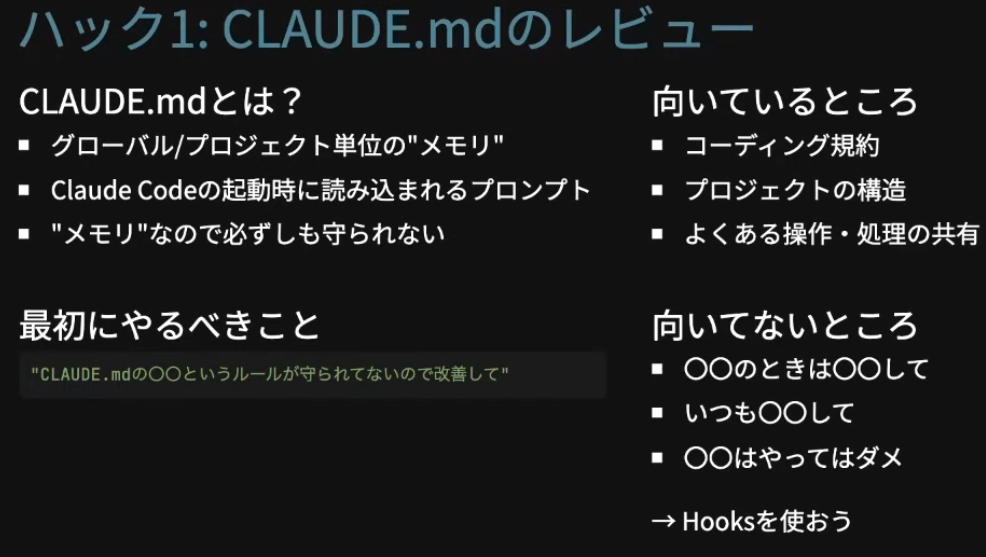 ハック1: CLAUDE.mdのレビュー
CLAUDE.mdとは？
▪ グローバル/プロジェクト単位の"メモリ"
▪ Claude Codeの起動時に読み込まれるプロンプト
▪ "メモリ"なので必ずしも守られない
最初にやるべきこと
"CLAUDE.mdの〇〇というルールが守られてないので改善して"
向いているところ
▪ コーディング規約
▪ プロジェクトの構造
▪ よくある操作・処理の共有
向いてないところ
▪ 〇〇のときは〇〇して
▪ いつも〇〇して
▪ 〇〇はやってはダメ
→ Hooksを使おう